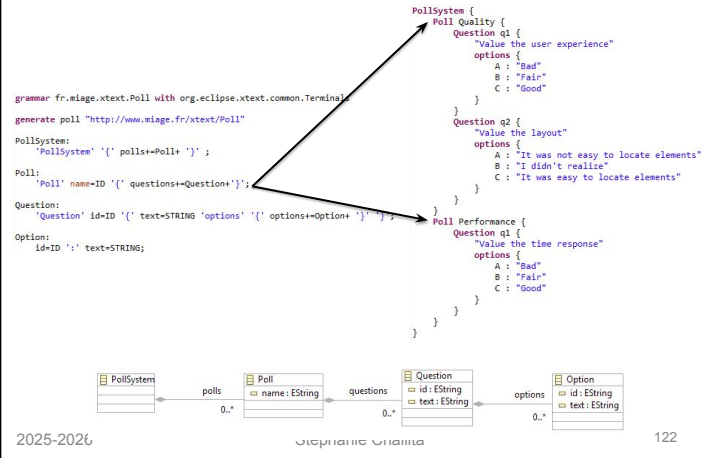 grammar fr.miage.xtext.Poll with org.eclipse.xtext.common.Terminals
generate poll "http://www.miage.fr/xtext/Poll"
PollSystem:
'PollSystem' '{' polls+=Poll+ '}' ;
Poll:
'Poll' name=ID '{' questions+=Question+'}';
Question:
'Question' id=ID '{' text=STRING 'options' '{' options+=Option+ '}' '}';
Option:
id=ID ':' text=STRING;
PollSystem {
Poll Quality {
Question q1 {
"Value the user experience"
options {
A : "Bad"
B : "Fair"
C : "Good"
}
}
Question q2 {
"Value the layout"
options {
A : "It was not easy to locate elements"
B : "I didn't realize"
C : "It was easy to locate elements"
}
}
}
Poll Performance {
Question q1 {
"Value the time response"
options {
A : "Bad"
B : "Fair"
C : "Good"
}
}
}
}
PollSystem
polls
0..*
Poll
name : EString
questions
0..*
Question
id : EString
text : EString
options
0..*
Option
id : EString
text : EString
2025-2026
Stephanie Challita
122